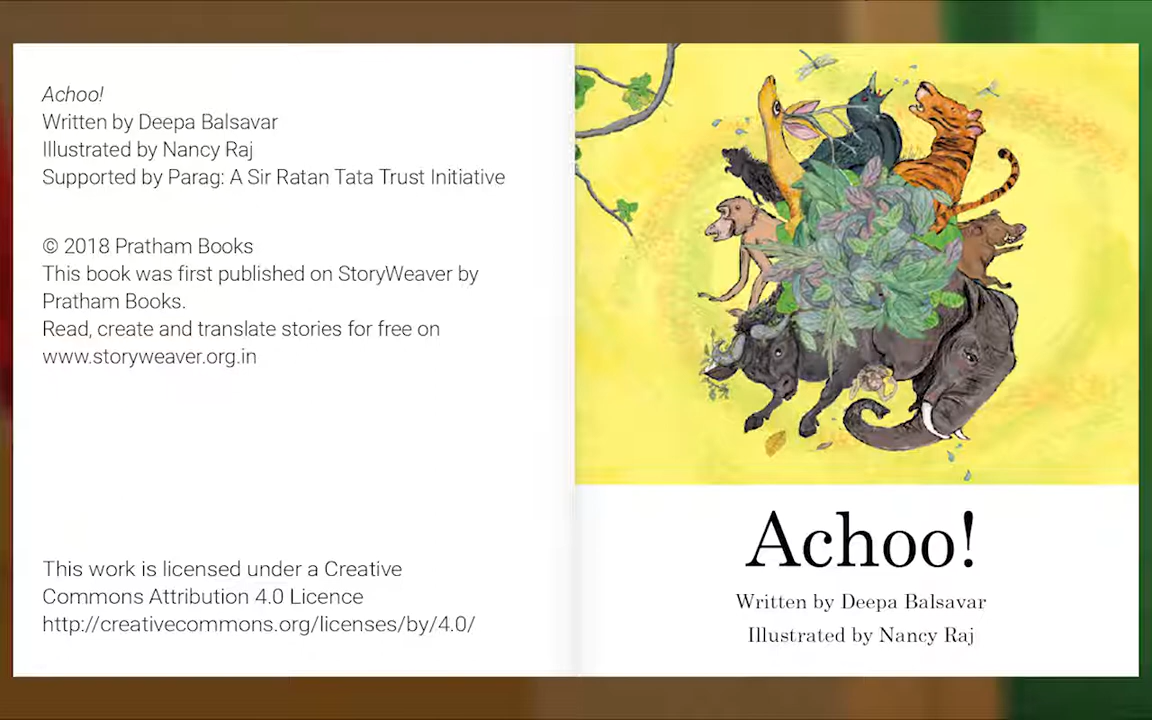 Achoo!
Written by Deepa Balsavar
Illustrated by Nancy Raj
Supported by Parag: A Sir Ratan Tata Trust Initiative
© 2018 Pratham Books
This book was first published on StoryWeaver by
Pratham Books.
Read, create and translate stories for free on
www.storyweaver.org.in
This work is licensed under a Creative
Commons Attribution 4.0 Licence
http://creativecommons.org/licenses/by/4.0/
Achoo!
Written by Deepa Balsavar
Illustrated by Nancy Raj